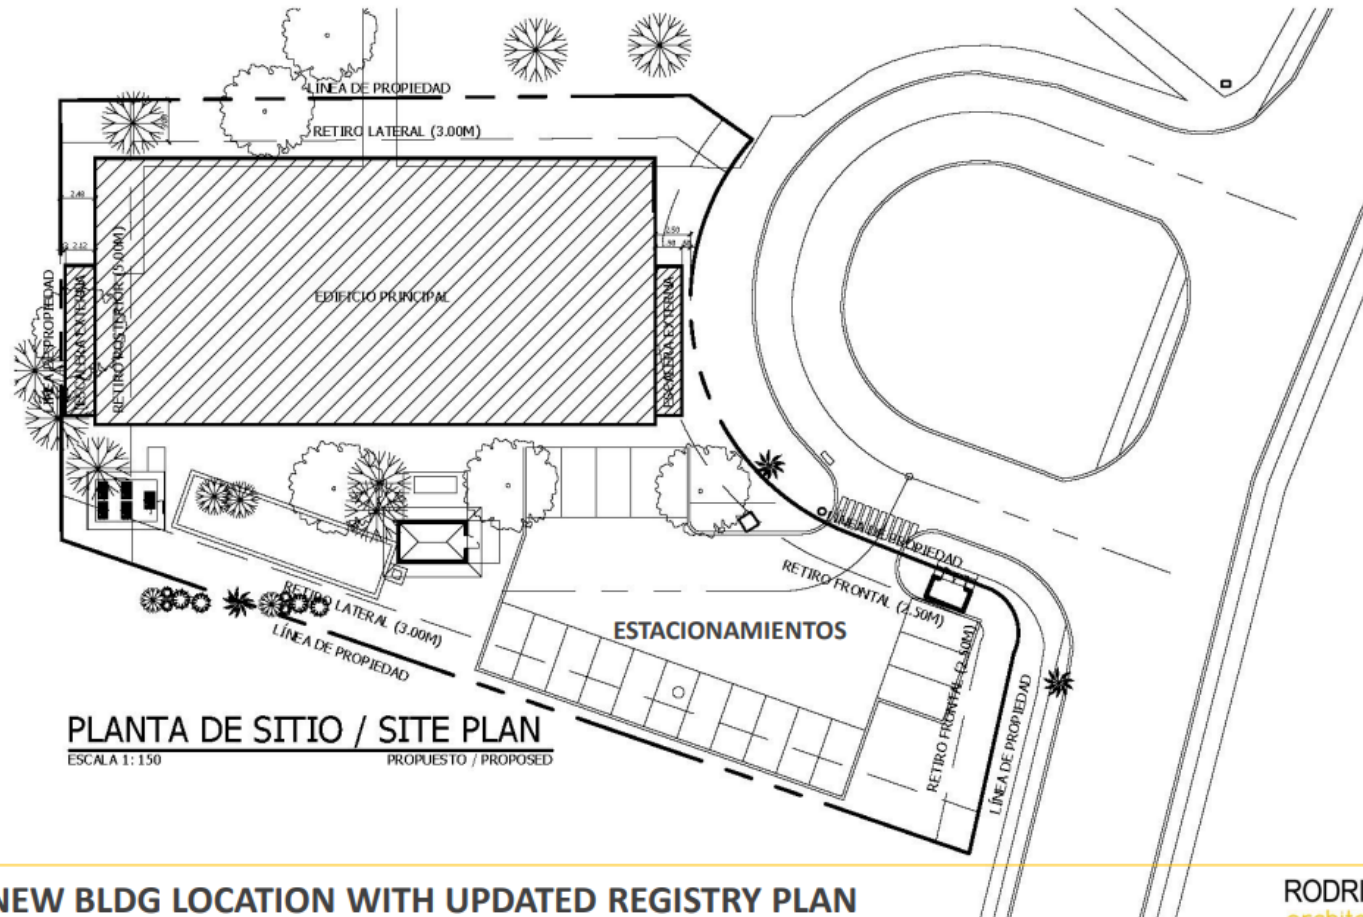 LÍNEA DE PROPIEDAD
RETIRO LATERAL (3.00M)
2.48
2.12
2.50
.50
LÍNEA DE PROPIEDAD
ESCALERA EXTERNA
RETIRO POSTERIOR (5.00M)
EDIFICIO PRINCIPAL
ESCALERA EXTERNA
LÍNEA DE PROPIEDAD
RETIRO FRONTAL (2.50M)
RETIRO LATERAL (3.00M)
LÍNEA DE PROPIEDAD
ESTACIONAMIENTOS
RETIRO FRONTAL (2.50M)
LÍNEA DE PROPIEDAD
PLANTA DE SITIO / SITE PLAN
ESCALA 1: 150
PROPUESTO / PROPOSED
NEW BLDG LOCATION WITH UPDATED REGISTRY PLAN
RODRI